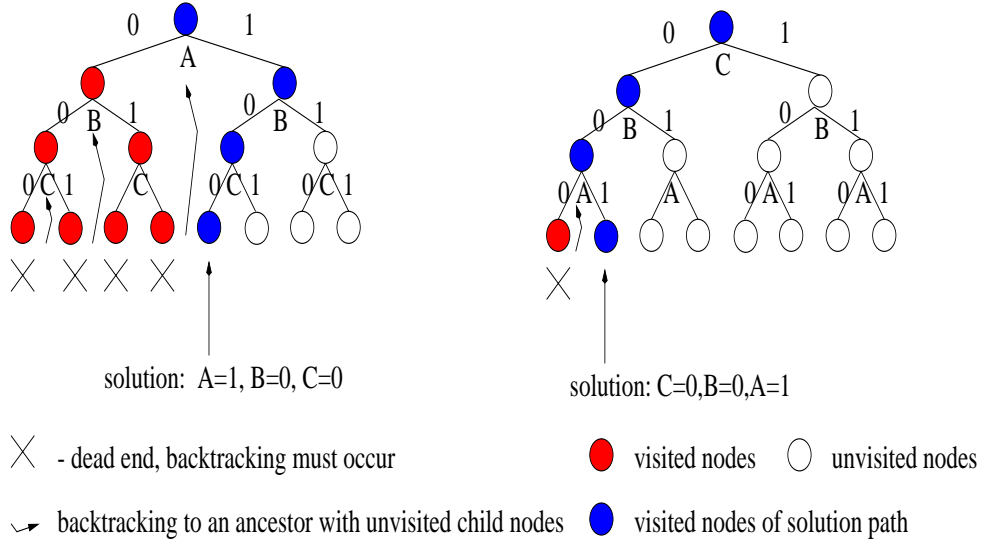 0 1 0 1
A C
0 B 1 0 B 1 0 B 1 0 B 1
0 C 1 C 0 C 1 0 C 1 0 A 1 A 0 A 1 0 A 1
solution: A=1, B=0, C=0
solution: C=0,B=0,A=1
- dead end, backtracking must occur
visited nodes
unvisited nodes
backtracking to an ancestor with unvisited child nodes
visited nodes of solution path